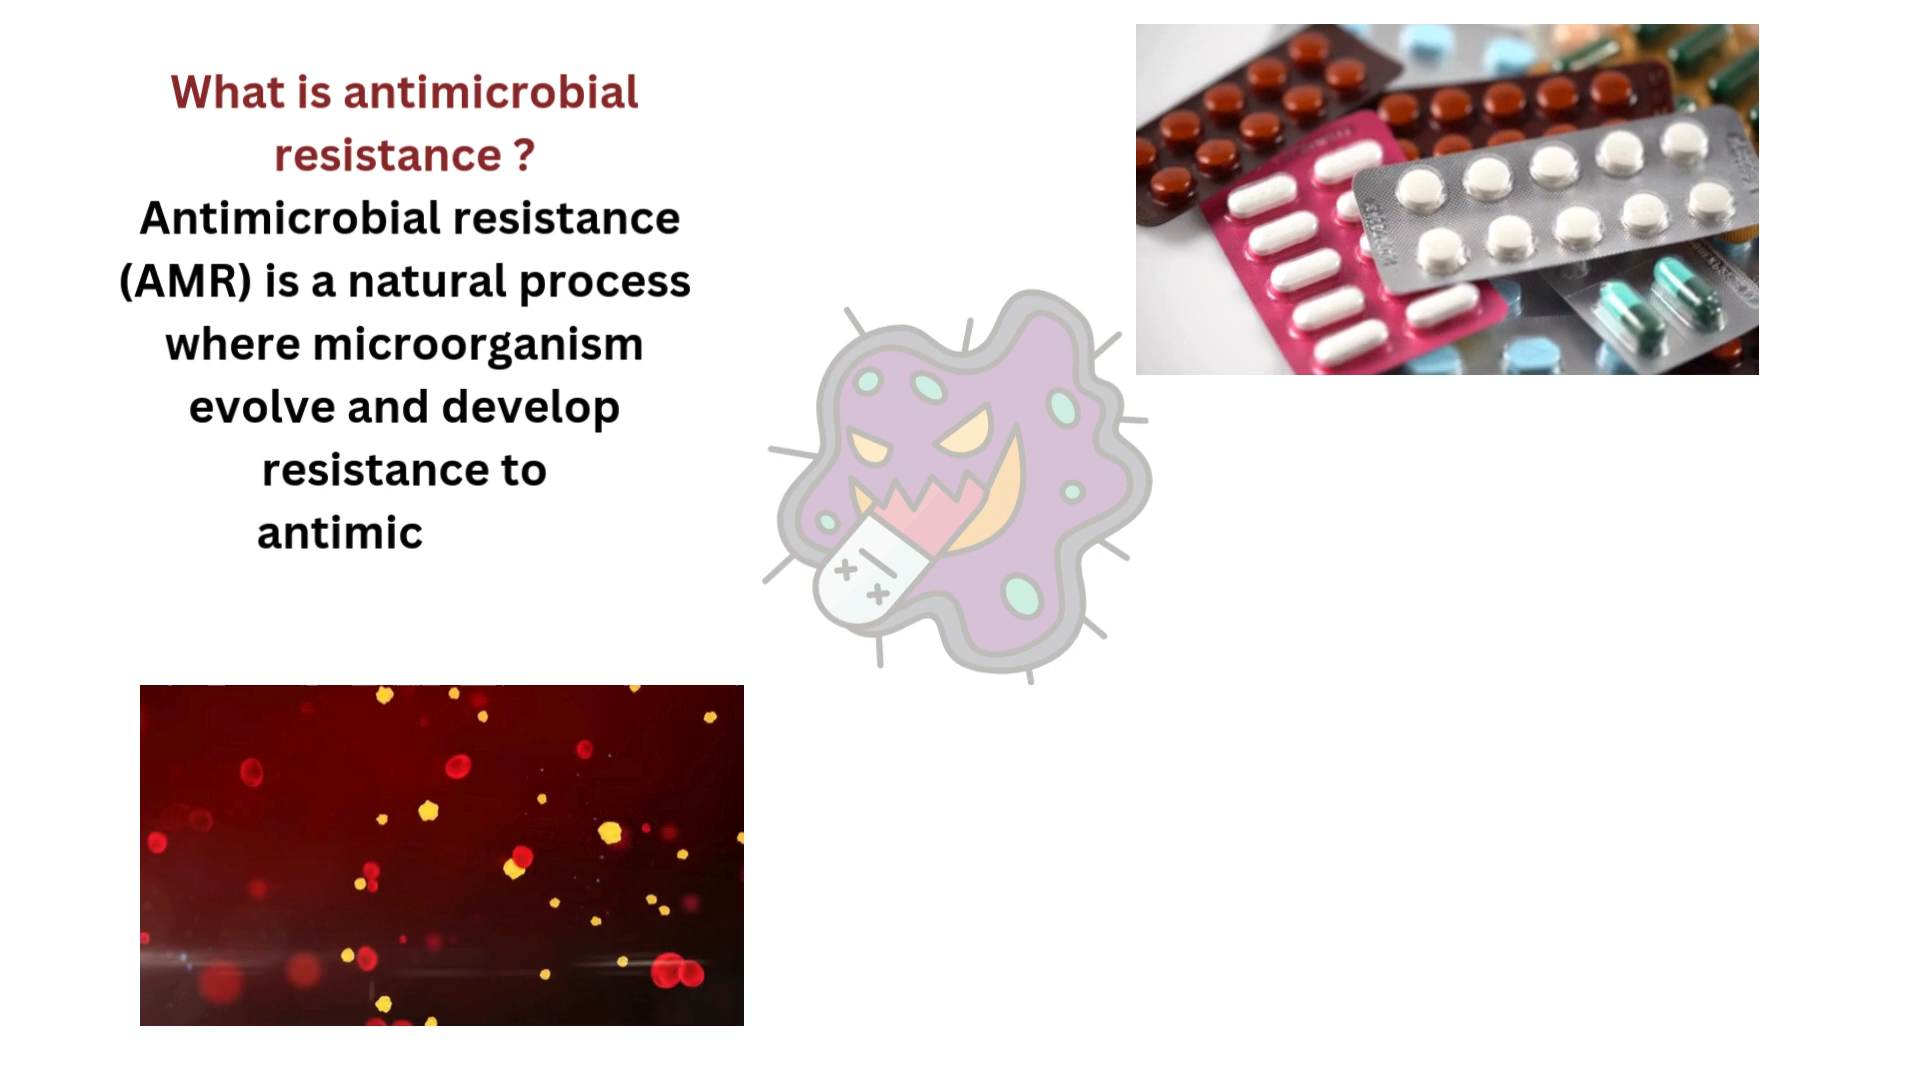 What is antimicrobial
resistance ?
Antimicrobial resistance
(AMR) is a natural process
where microorganism
evolve and develop
resistance to
antimic